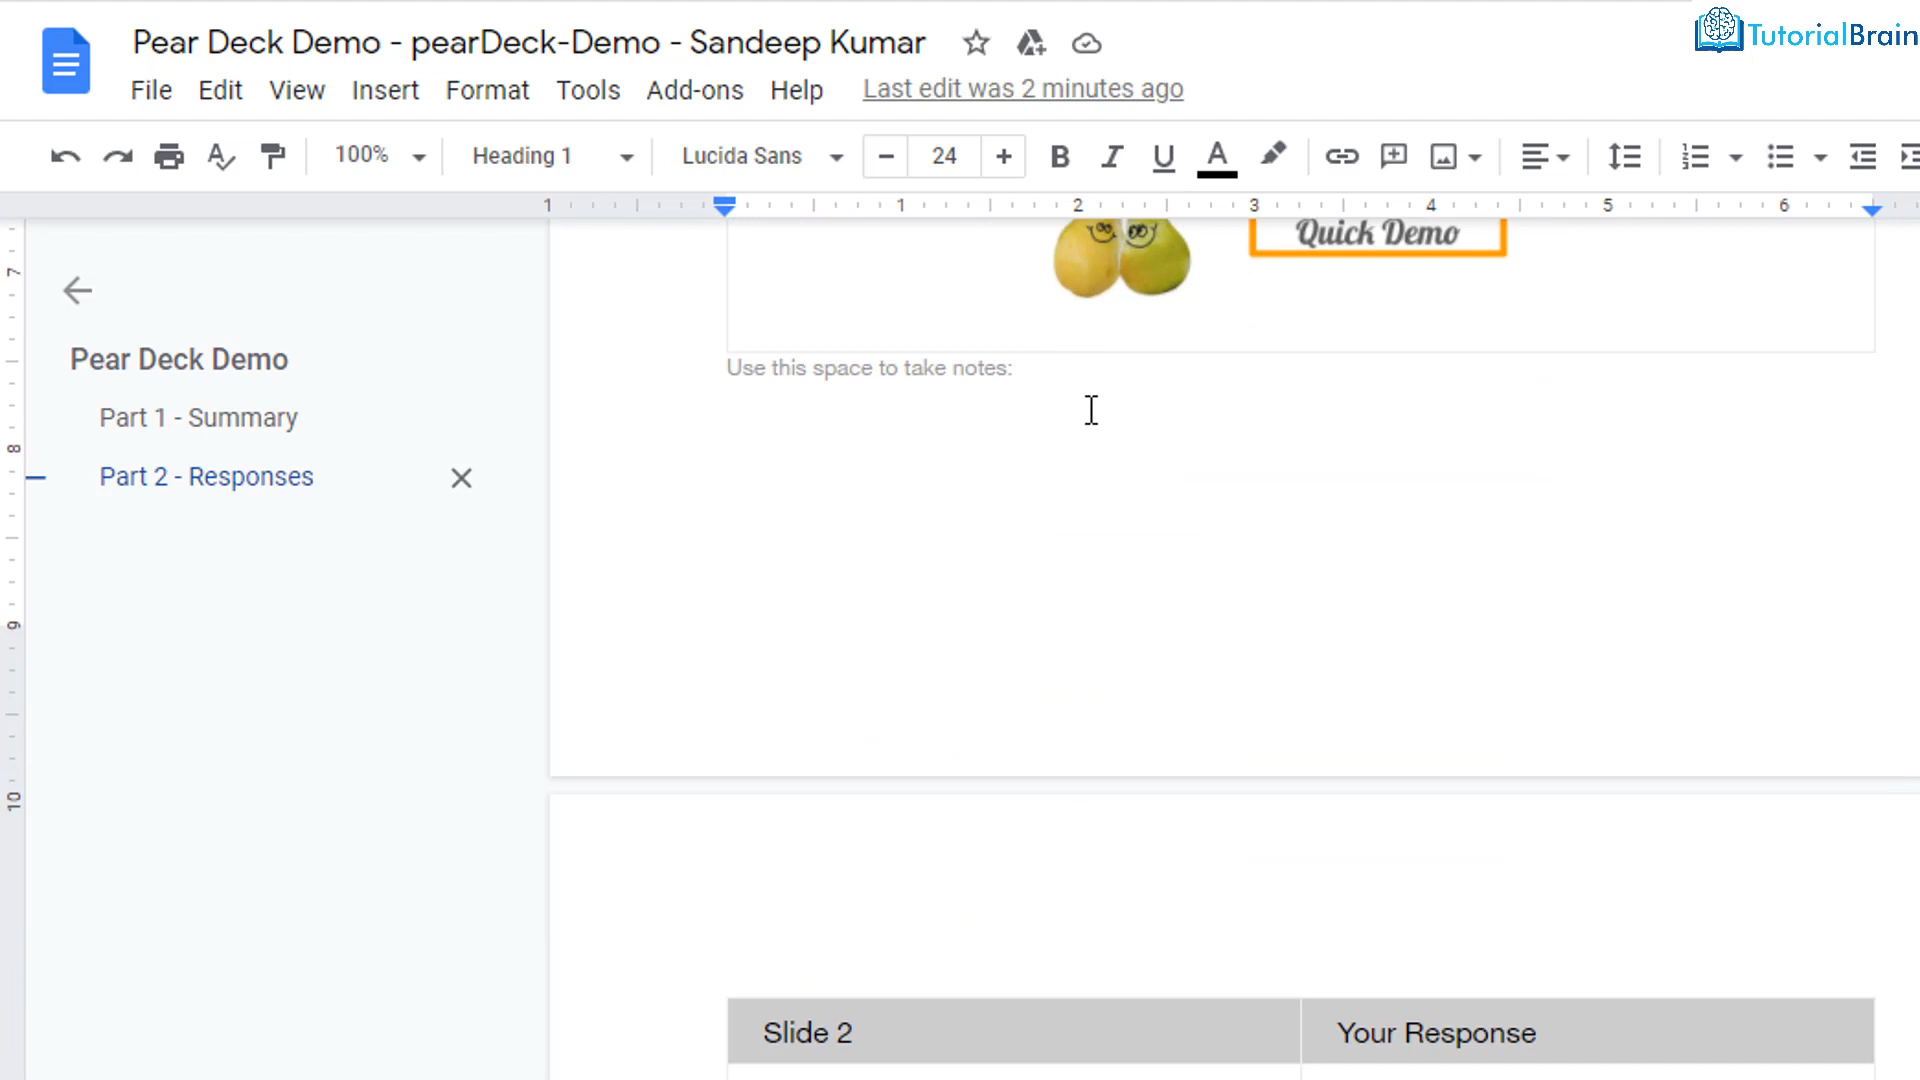 TutorialBrain
Pear Deck Demo - pearDeck-Demo - Sandeep Kumar
File Edit View Insert Format Tools Add-ons Help Last edit was 2 minutes ago
100% Heading 1 Lucida Sans − 24 + B I U A
1 1 2 3 4 5 6
Quick Demo
7
Pear Deck Demo
Use this space to take notes:
Part 1 - Summary
8
Part 2 - Responses
9
10
Slide 2 Your Response